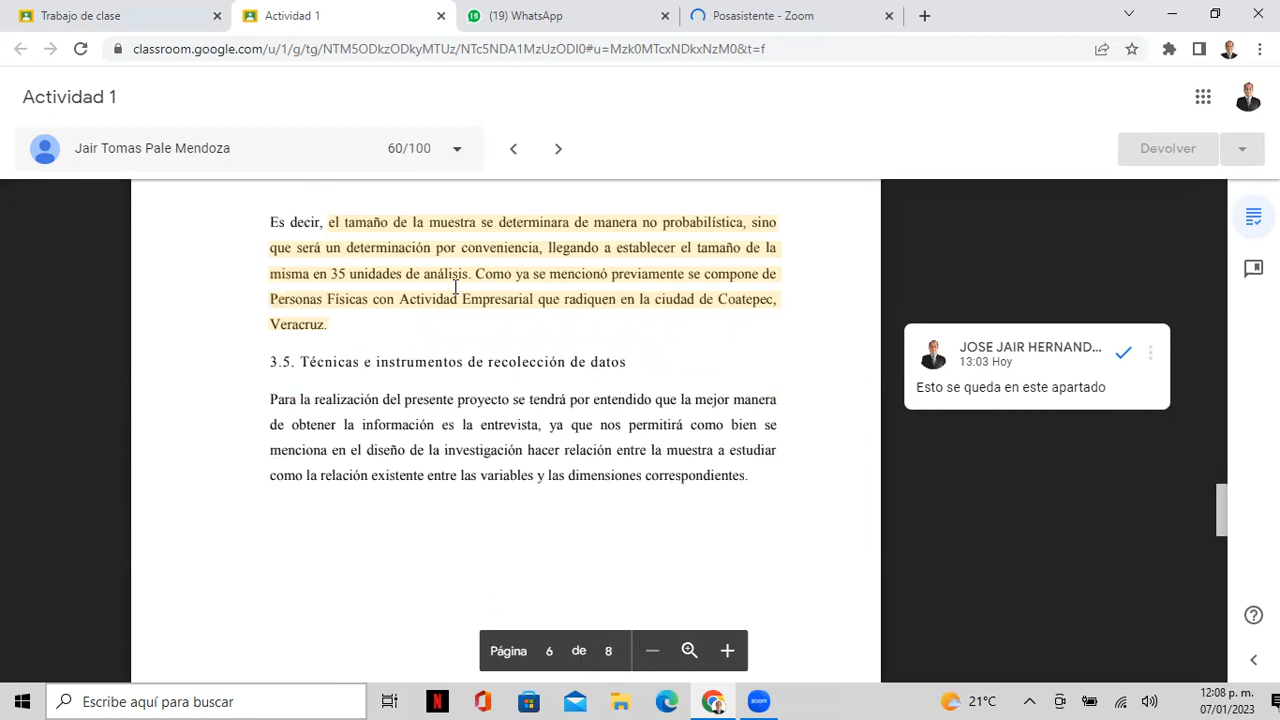 Trabajo de clase
Actividad 1
(19) WhatsApp
Posasistente - Zoom
classroom.google.com/u/1/g/tg/NTM5ODkzODkyMTUz/NTc5NDA1MzUzODI0#u=Mzk0MTcxNDkxNzM0&t=f
Actividad 1
Jair Tomas Pale Mendoza
60/100
Devolver
Es decir, el tamaño de la muestra se determinara de manera no probabilística, sino
que será un determinación por conveniencia, llegando a establecer el tamaño de la
misma en 35 unidades de análisis. Como ya se mencionó previamente se compone de
Personas Físicas con Actividad Empresarial que radiquen en la ciudad de Coatepec,
Veracruz.
3.5. Técnicas e instrumentos de recolección de datos
Para la realización del presente proyecto se tendrá por entendido que la mejor manera
de obtener la información es la entrevista, ya que nos permitirá como bien se
menciona en el diseño de la investigación hacer relación entre la muestra a estudiar
como la relación existente entre las variables y las dimensiones correspondientes.
JOSE JAIR HERNAND...
13:03 Hoy
Esto se queda en este apartado
Página 6 de 8
Escribe aquí para buscar
21°C
12:08 p. m.
07/01/2023